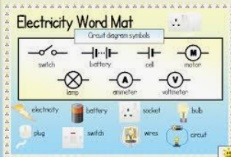 Electricity Word Mat
Circuit diagram symbols
M
switch battery cell motor
A V
lamp ammeter voltmeter
electricity battery socket bulb
plug switch wires circuit